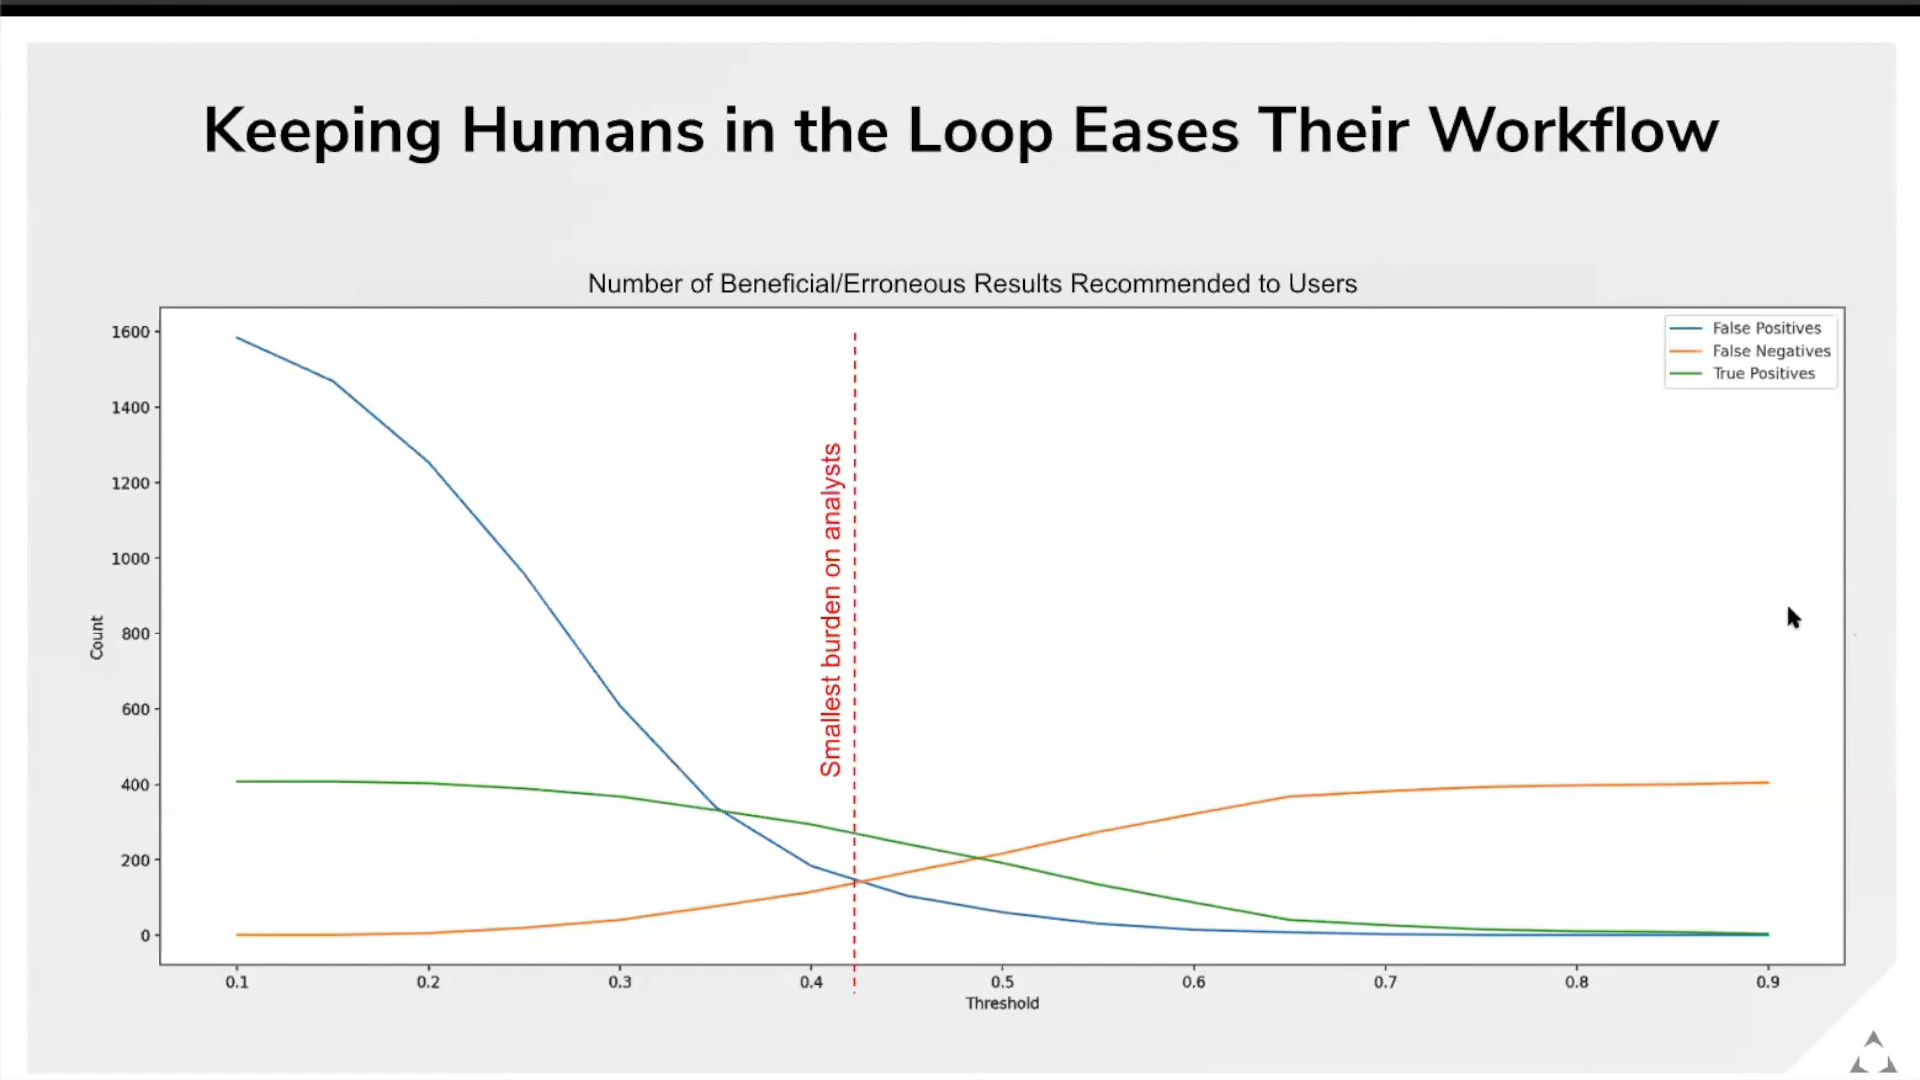 Keeping Humans in the Loop Eases Their Workflow
Number of Beneficial/Erroneous Results Recommended to Users
1600
1400
1200
1000
800
600
400
200
0
Count
Smallest burden on analysts
False Positives
False Negatives
True Positives
0.1
0.2
0.3
0.4
0.5
0.6
0.7
0.8
0.9
Threshold